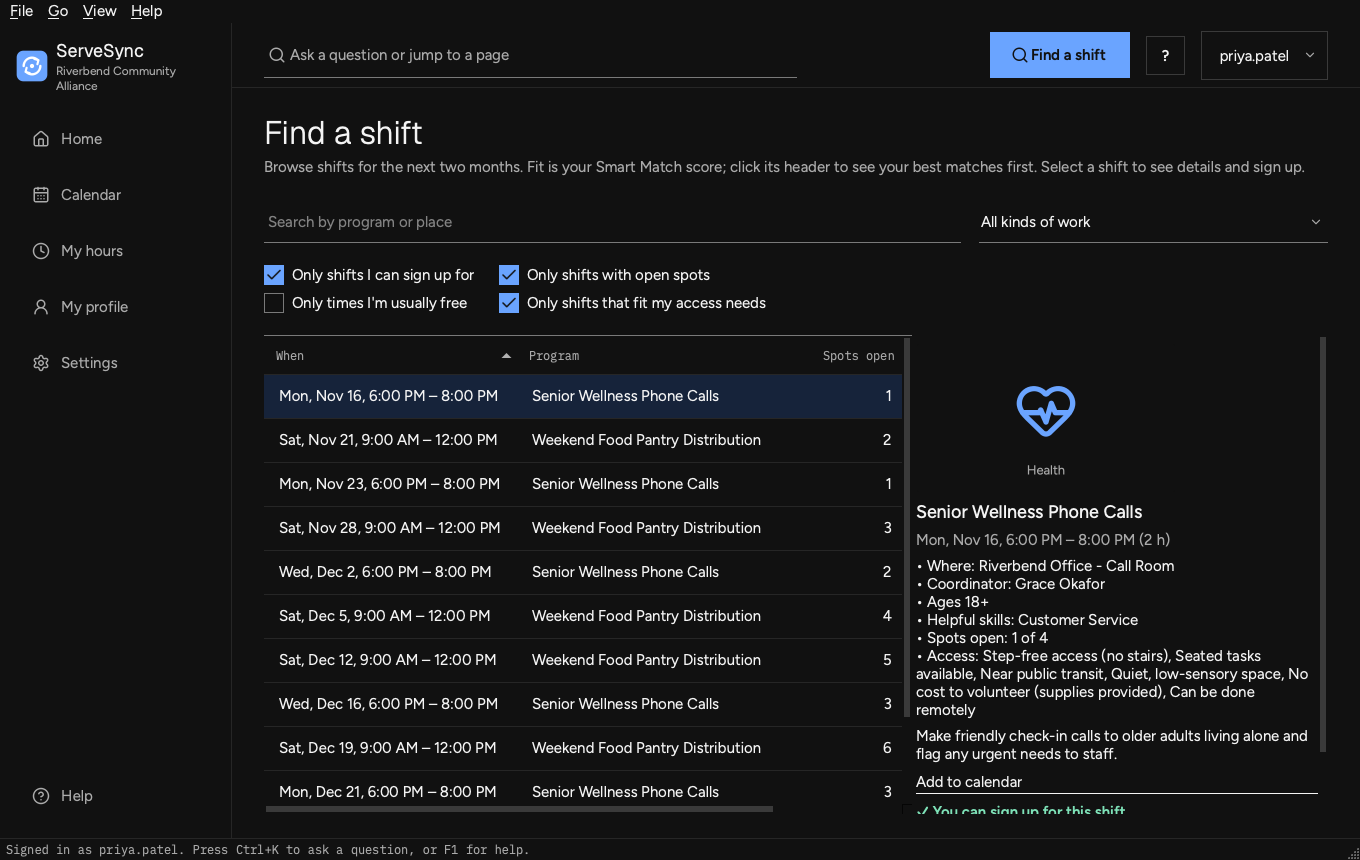 File Go View Help
ServeSync
Riverbend Community
Alliance
Ask a question or jump to a page
Find a shift
?
priya.patel
Home
Calendar
My hours
My profile
Settings
Help
Find a shift
Browse shifts for the next two months. Fit is your Smart Match score; click its header to see your best matches first. Select a shift to see details and sign up.
Search by program or place
All kinds of work
Only shifts I can sign up for
Only shifts with open spots
Only times I'm usually free
Only shifts that fit my access needs
When Program Spots open
Mon, Nov 16, 6:00 PM – 8:00 PM Senior Wellness Phone Calls 1
Sat, Nov 21, 9:00 AM – 12:00 PM Weekend Food Pantry Distribution 2
Mon, Nov 23, 6:00 PM – 8:00 PM Senior Wellness Phone Calls 1
Sat, Nov 28, 9:00 AM – 12:00 PM Weekend Food Pantry Distribution 3
Wed, Dec 2, 6:00 PM – 8:00 PM Senior Wellness Phone Calls 2
Sat, Dec 5, 9:00 AM – 12:00 PM Weekend Food Pantry Distribution 4
Sat, Dec 12, 9:00 AM – 12:00 PM Weekend Food Pantry Distribution 5
Wed, Dec 16, 6:00 PM – 8:00 PM Senior Wellness Phone Calls 3
Sat, Dec 19, 9:00 AM – 12:00 PM Weekend Food Pantry Distribution 6
Mon, Dec 21, 6:00 PM – 8:00 PM Senior Wellness Phone Calls 3
Health
Senior Wellness Phone Calls
Mon, Nov 16, 6:00 PM – 8:00 PM (2 h)
• Where: Riverbend Office - Call Room
• Coordinator: Grace Okafor
• Ages 18+
• Helpful skills: Customer Service
• Spots open: 1 of 4
• Access: Step-free access (no stairs), Seated tasks
available, Near public transit, Quiet, low-sensory space, No
cost to volunteer (supplies provided), Can be done
remotely
Make friendly check-in calls to older adults living alone and
flag any urgent needs to staff.
Add to calendar
✓ You can sign up for this shift
Signed in as priya.patel. Press Ctrl+K to ask a question, or F1 for help.